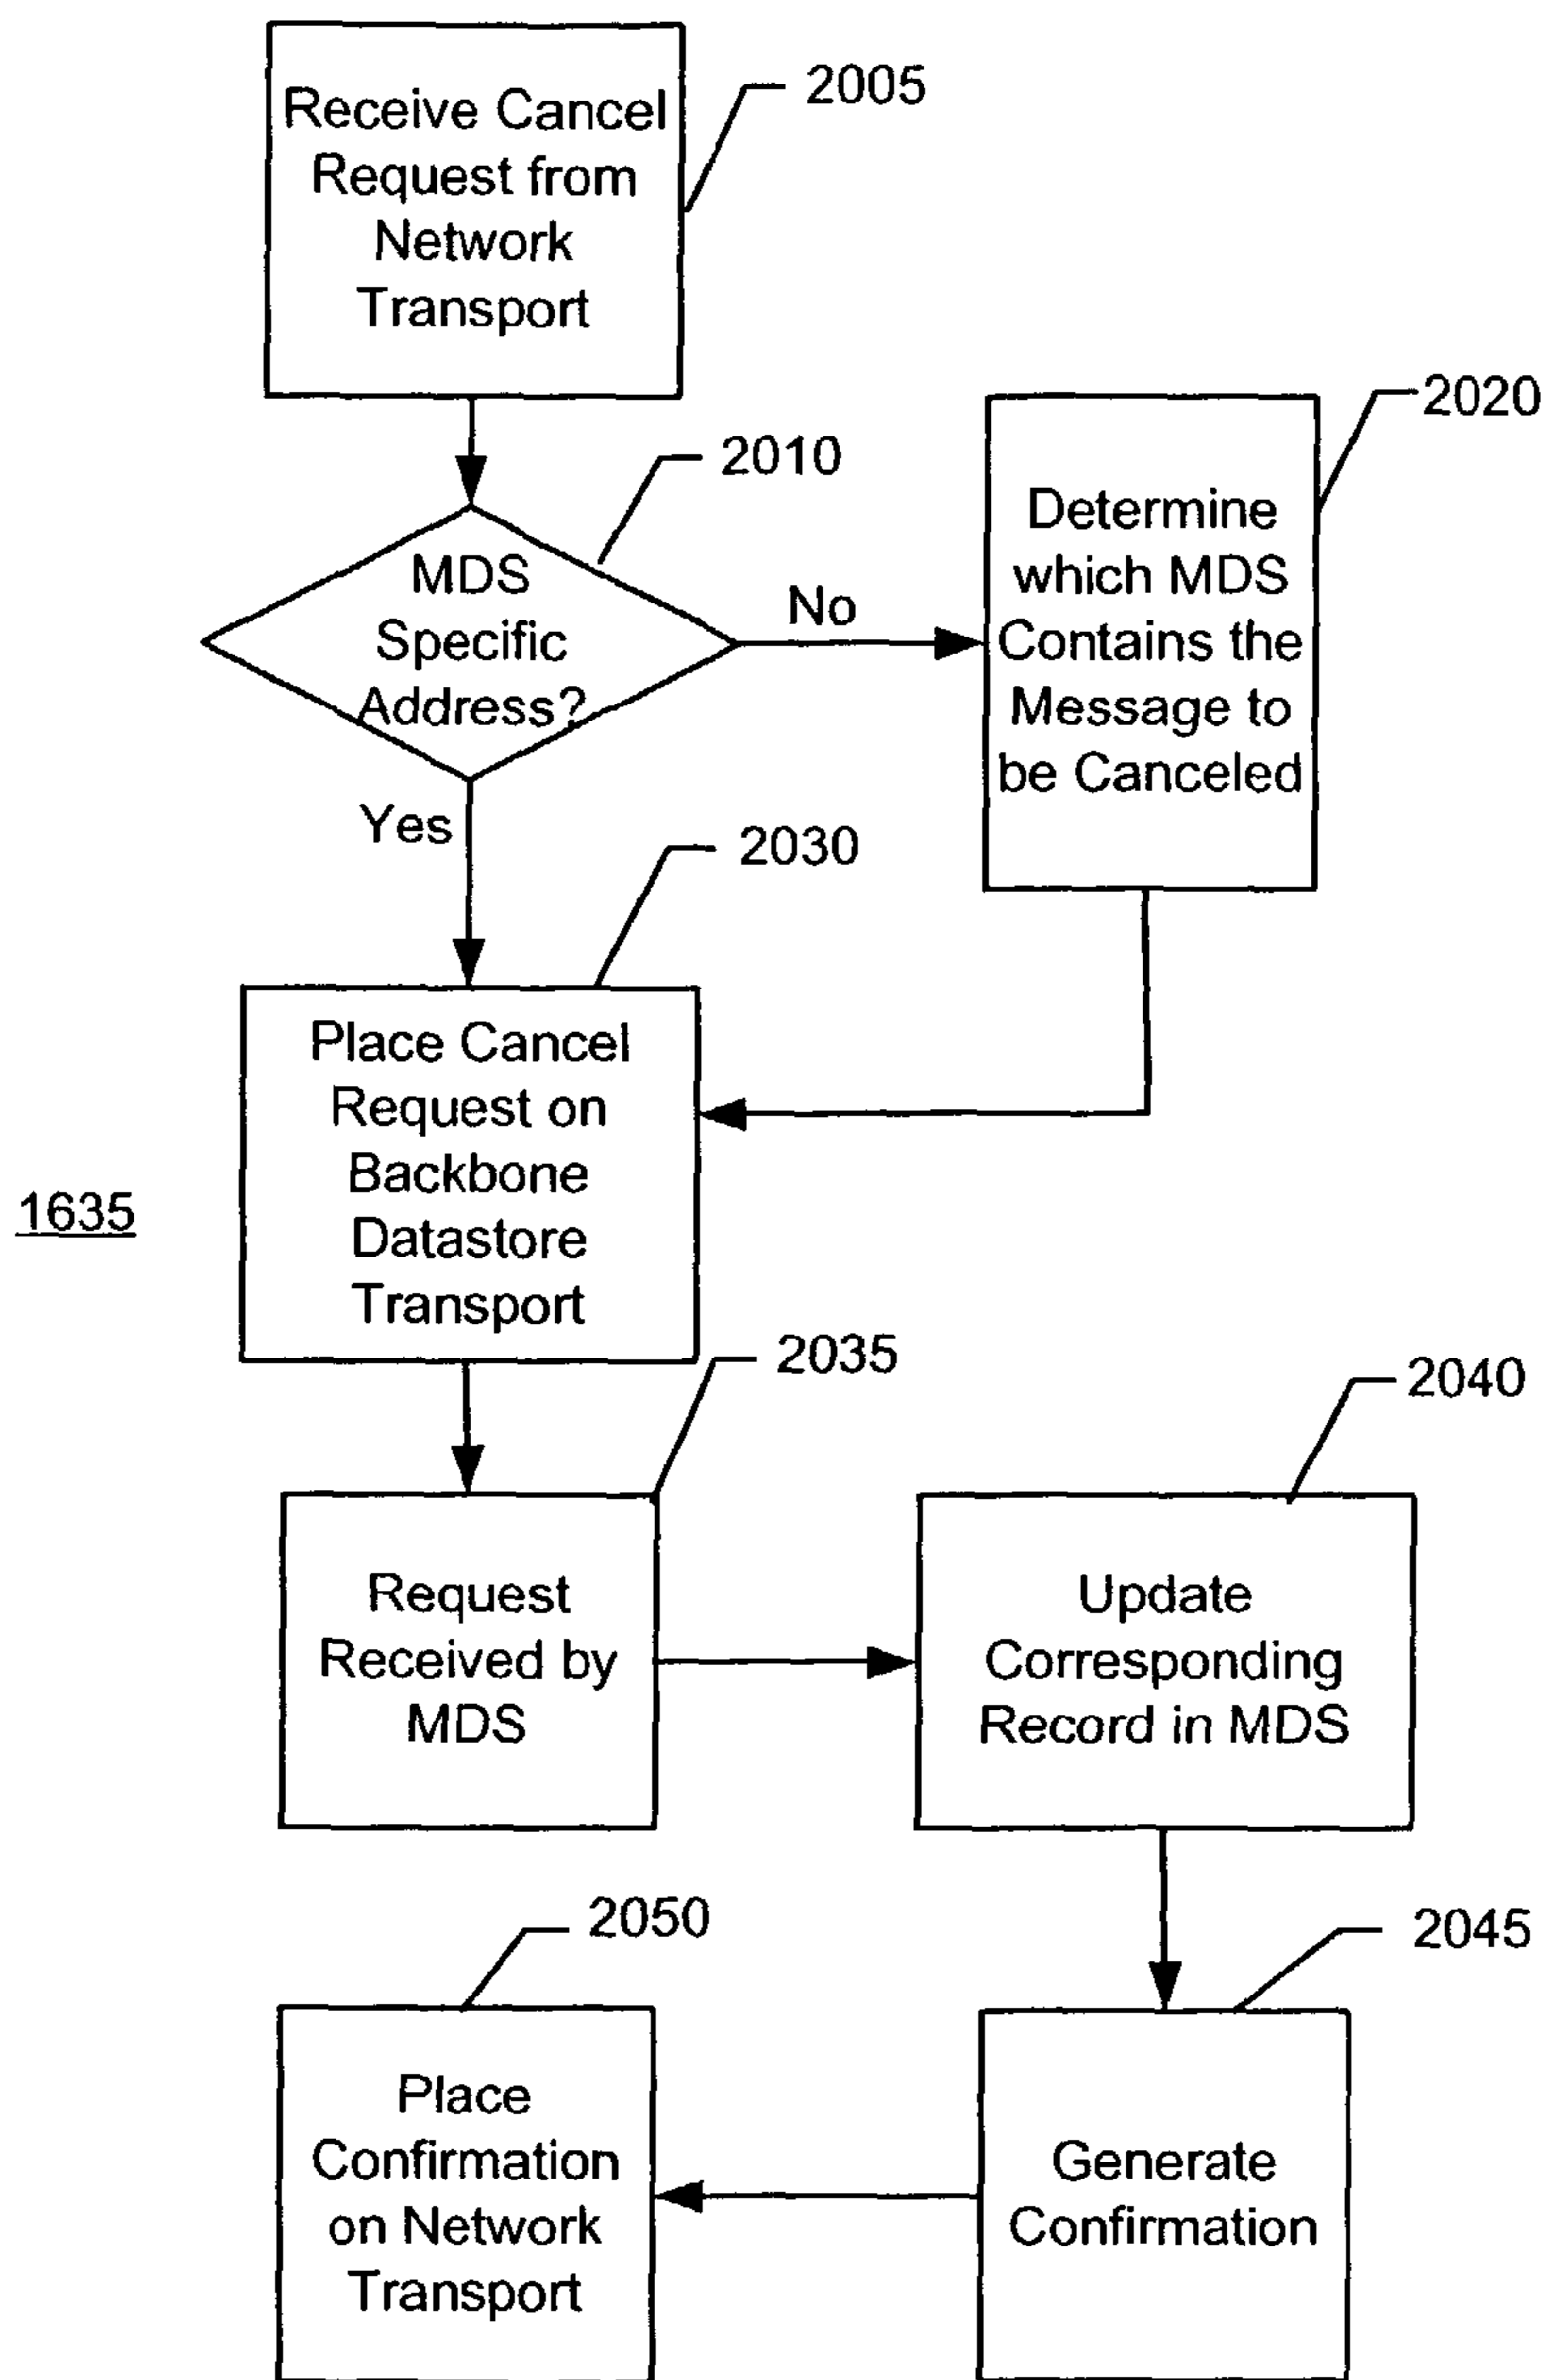 Receive Cancel
Request from
Network
Transport
2005
MDS
Specific
Address?
2010
No
Yes
Determine
which MDS
Contains the
Message to
be Canceled
2020
Place Cancel
Request on
Backbone
Datastore
Transport
2030
1635
Request
Received by
MDS
2035
Update
Corresponding
Record in MDS
2040
Generate
Confirmation
2045
Place
Confirmation
on Network
Transport
2050